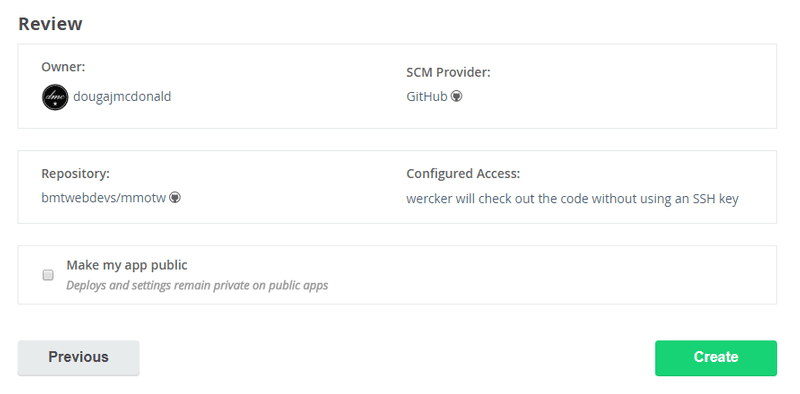 Review
Owner:
dmc
dougajmcdonald
SCM Provider:
GitHub
Repository:
bmtwebdevs/mmotw
Configured Access:
wercker will check out the code without using an SSH key
Make my app public
Deploys and settings remain private on public apps
Previous
Create